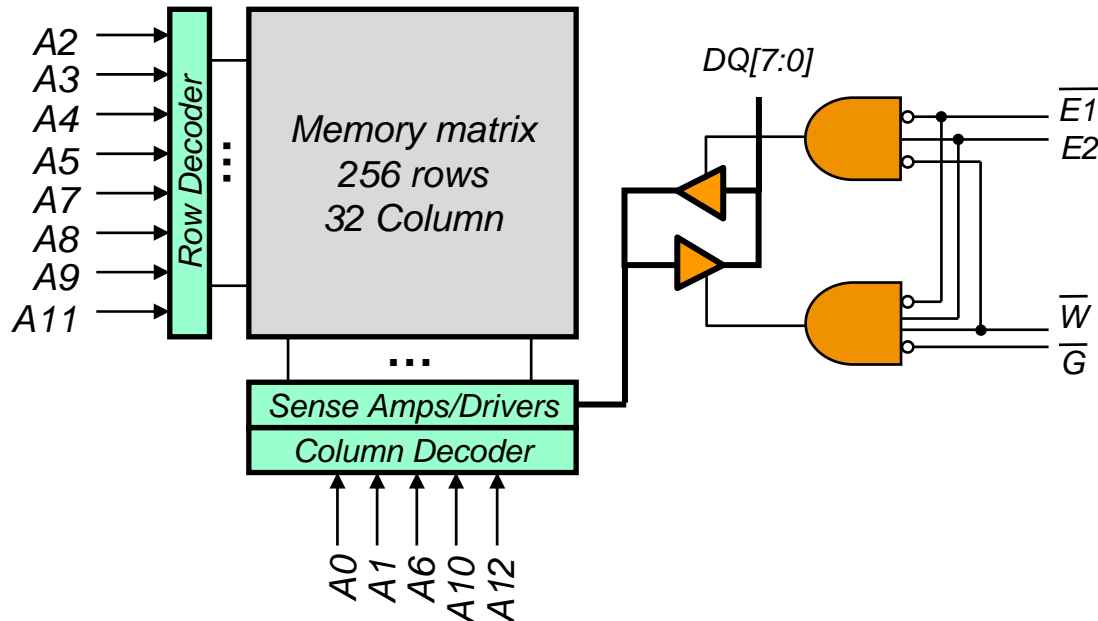 A2
A3
A4
A5
A7
A8
A9
A11
Row Decoder
...
Memory matrix
256 rows
32 Column
...
Sense Amps/Drivers
Column Decoder
A0
A1
A6
A10
A12
DQ[7:0]
E1
E2
W
G